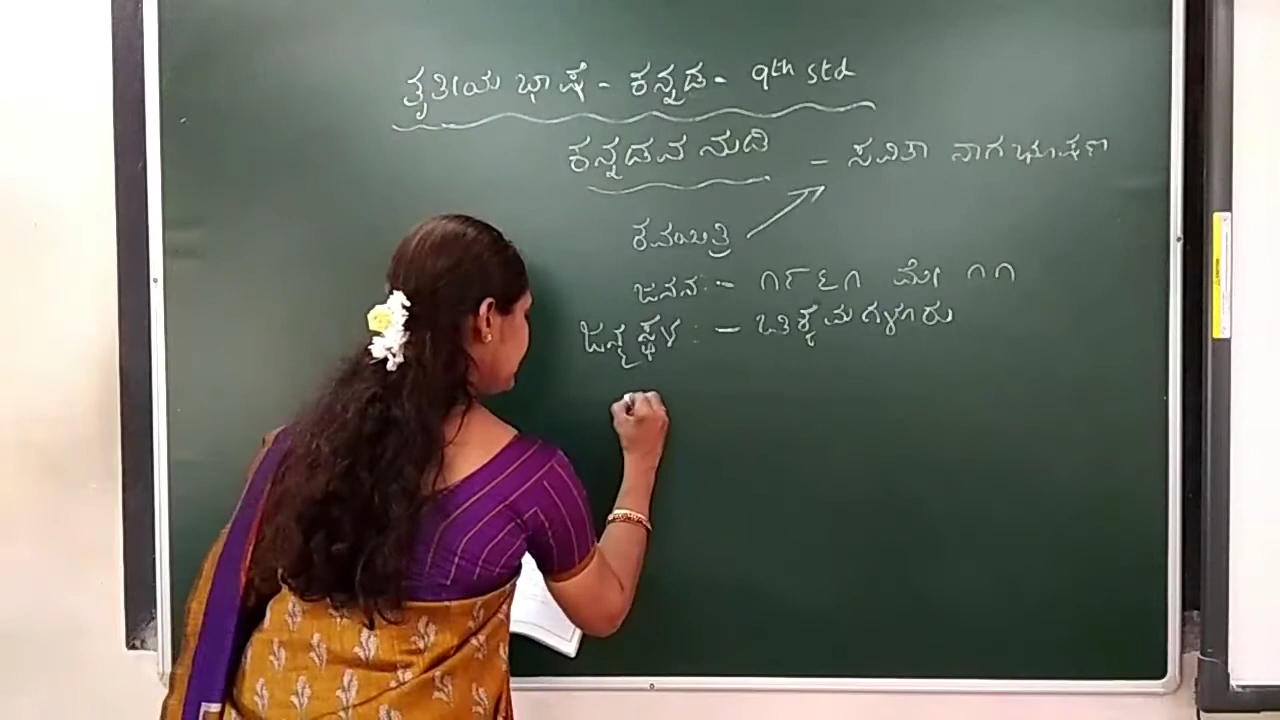 ತೃತೀಯ ಭಾಷೆ - ಕನ್ನಡ - 9th std
ಕನ್ನಡವ ನುಡಿ - ಸವಿತಾ ನಾಗಭೂಷಣ
ಕವಯಿತ್ರಿ
ಜನನ :- ೧೯೬೧ ಮೇ ೧೧
ಜನ್ಮಸ್ಥಳ :- ಚಿಕ್ಕಮಗಳೂರು